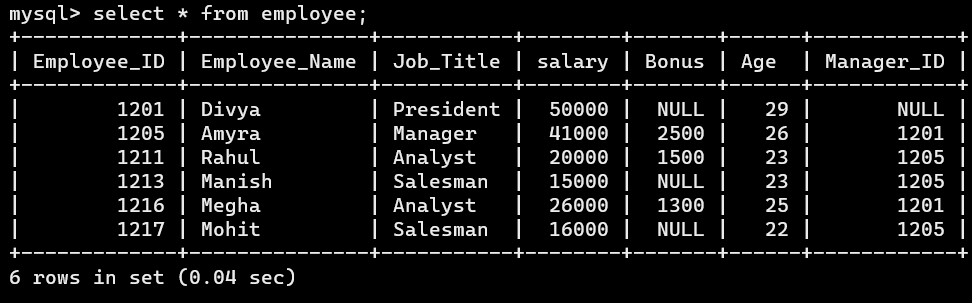 mysql> select * from employee;
+-------------+---------------+-----------+--------+-------+------+------------+
| Employee_ID | Employee_Name | Job_Title | salary | Bonus | Age  | Manager_ID |
+-------------+---------------+-----------+--------+-------+------+------------+
|        1201 | Divya         | President |  50000 |  NULL |   29 |       NULL |
|        1205 | Amyra         | Manager   |  41000 |  2500 |   26 |       1201 |
|        1211 | Rahul         | Analyst   |  20000 |  1500 |   23 |       1205 |
|        1213 | Manish        | Salesman  |  15000 |  NULL |   23 |       1205 |
|        1216 | Megha         | Analyst   |  26000 |  1300 |   25 |       1201 |
|        1217 | Mohit         | Salesman  |  16000 |  NULL |   22 |       1205 |
+-------------+---------------+-----------+--------+-------+------+------------+
6 rows in set (0.04 sec)